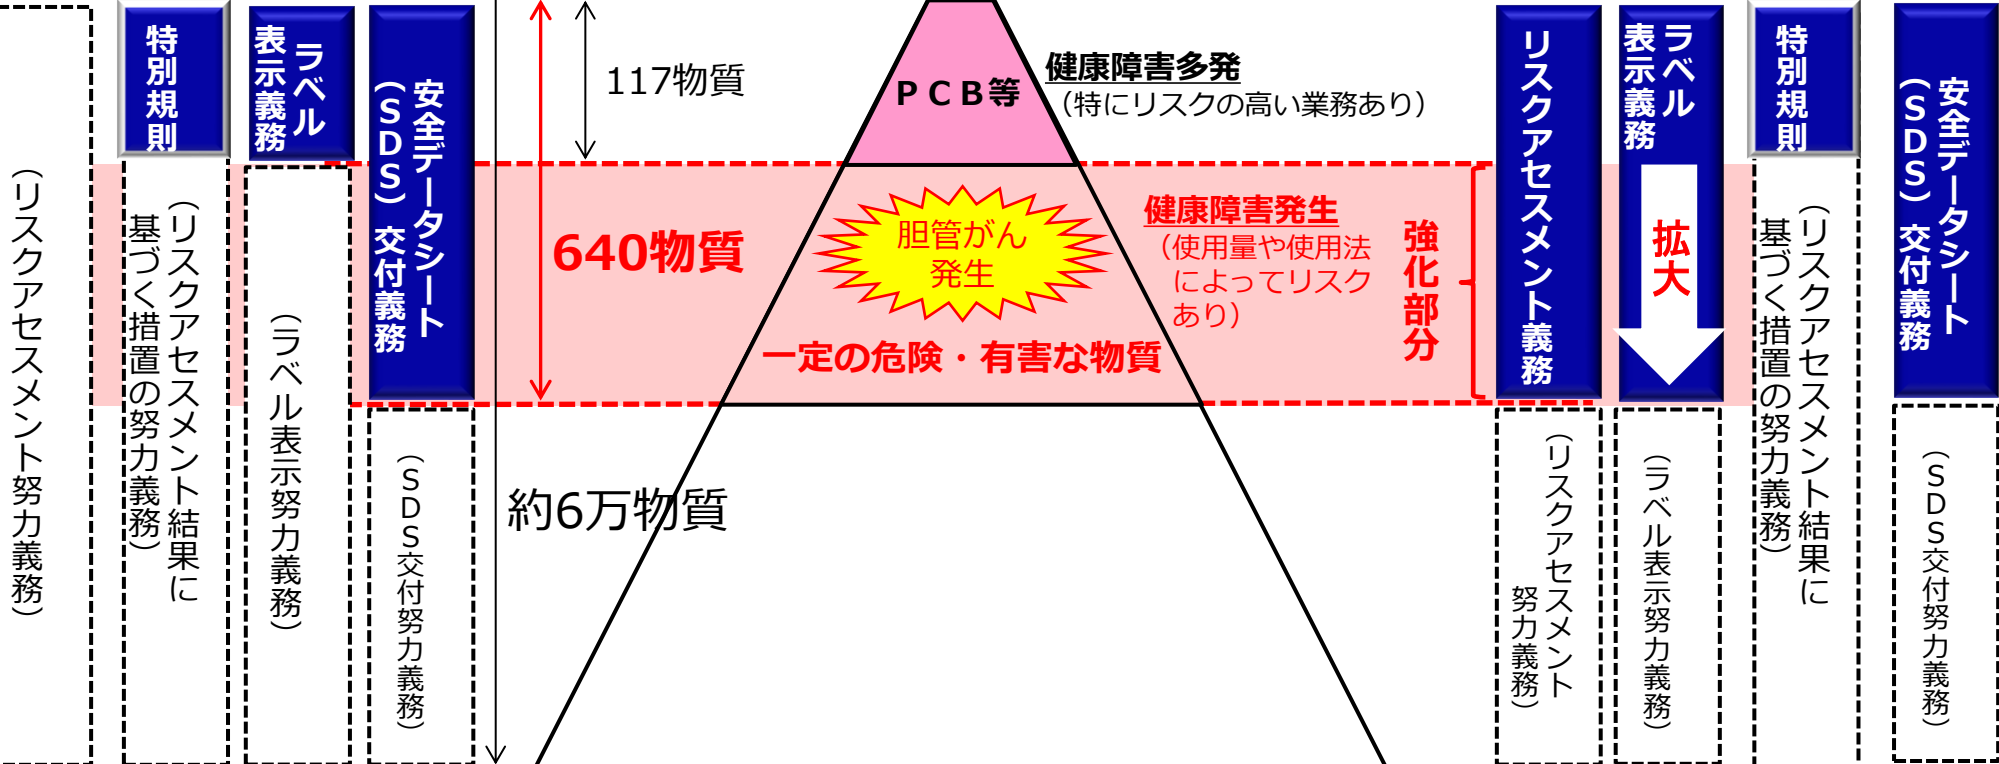 （リスクアセスメント努力義務）
特別規則
（リスクアセスメント結果に
基づく措置の努力義務）
ラベル
表示義務
（ラベル表示努力義務）
安全データシート
（ＳＤＳ）交付義務
（ＳＤＳ交付努力義務）
117物質
640物質
約6万物質
ＰＣＢ等
健康障害多発
（特にリスクの高い業務あり）
胆管がん
発生
一定の危険・有害な物質
健康障害発生
（使用量や使用法
によってリスク
あり）
強化部分
リスクアセスメント義務
（リスクアセスメント
努力義務）
ラベル
表示義務
拡大
（ラベル表示努力義務）
特別規則
（リスクアセスメント結果に
基づく措置の努力義務）
安全データシート
（ＳＤＳ）交付義務
（ＳＤＳ交付努力義務）